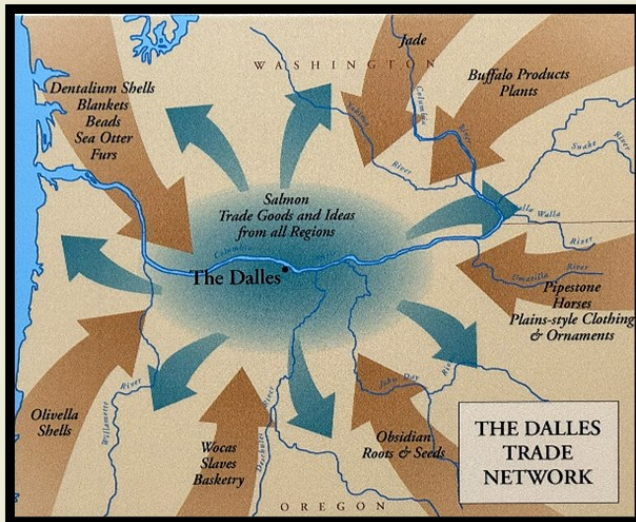 Jade
WASHINGTON
Buffalo Products
Plants
Dentalium Shells
Blankets
Beads
Sea Otter
Furs
Columbia
River
Yakima
River
Snake
River
Salmon
Trade Goods and Ideas
from all Regions
Walla Walla
River
Columbia
The Dalles
Umatilla River
Pipestone
Horses
Plains-style Clothing
& Ornaments
John Day
River
Willamette
River
Deschutes
River
Olivella
Shells
Wocas
Slaves
Basketry
Obsidian
Roots & Seeds
THE DALLES
TRADE
NETWORK
OREGON